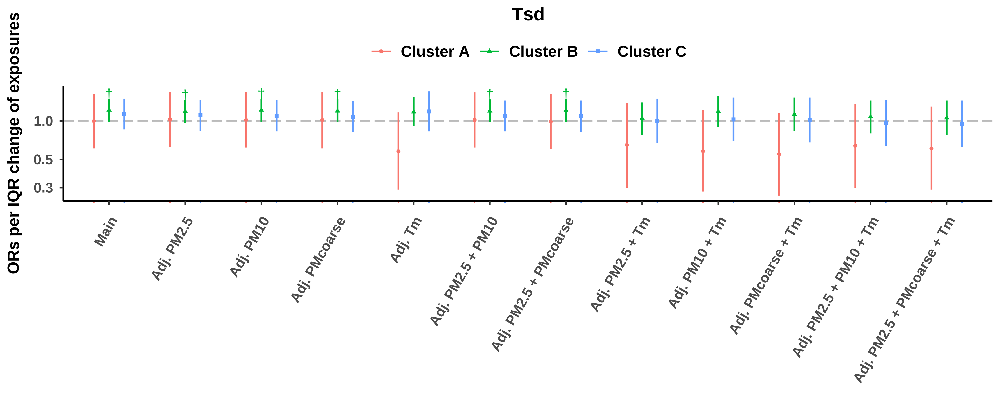 Tsd
Cluster A
Cluster B
Cluster C
ORs per IQR change of exposures
1.0
0.5
0.3
†
†
†
†
†
†
Main
Adj. PM2.5
Adj. PM10
Adj. PMcoarse
Adj. Tm
Adj. PM2.5 + PM10
Adj. PM2.5 + PMcoarse
Adj. PM2.5 + Tm
Adj. PM10 + Tm
Adj. PMcoarse + Tm
Adj. PM2.5 + PM10 + Tm
Adj. PM2.5 + PMcoarse + Tm